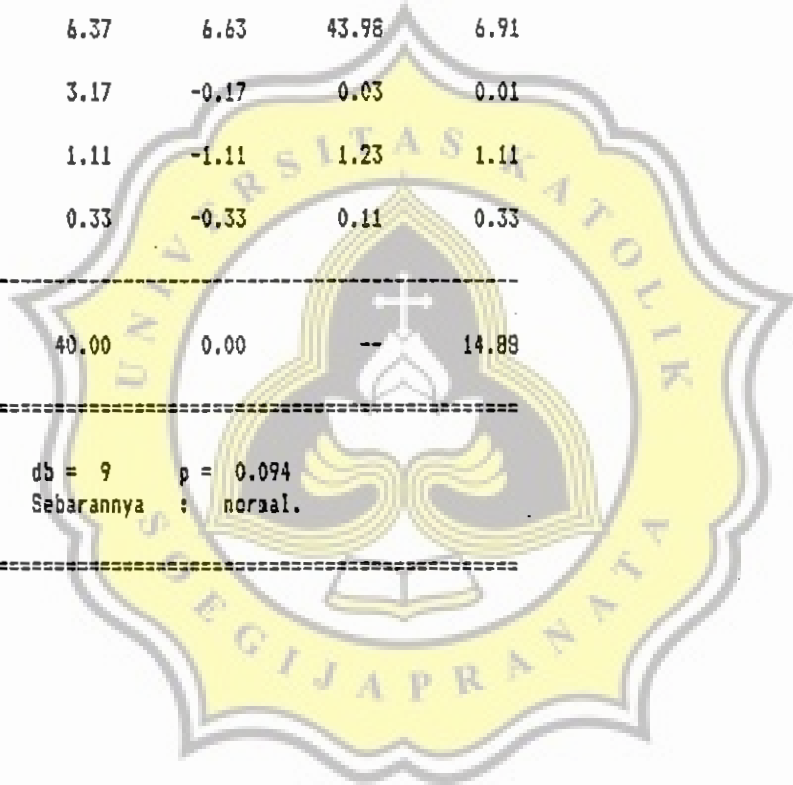 6.37 6.63 43.98 6.91
3.17 -0.17 0.03 0.01
1.11 -1.11 1.23 1.11
0.33 -0.33 0.11 0.33
--------------------------------
40.00 0.00 -- 14.88
================================
db = 9 p = 0.094
Sebarannya : normal.
================================
UNIVERSITAS KATOLIK
SOEGIJAPRANATA